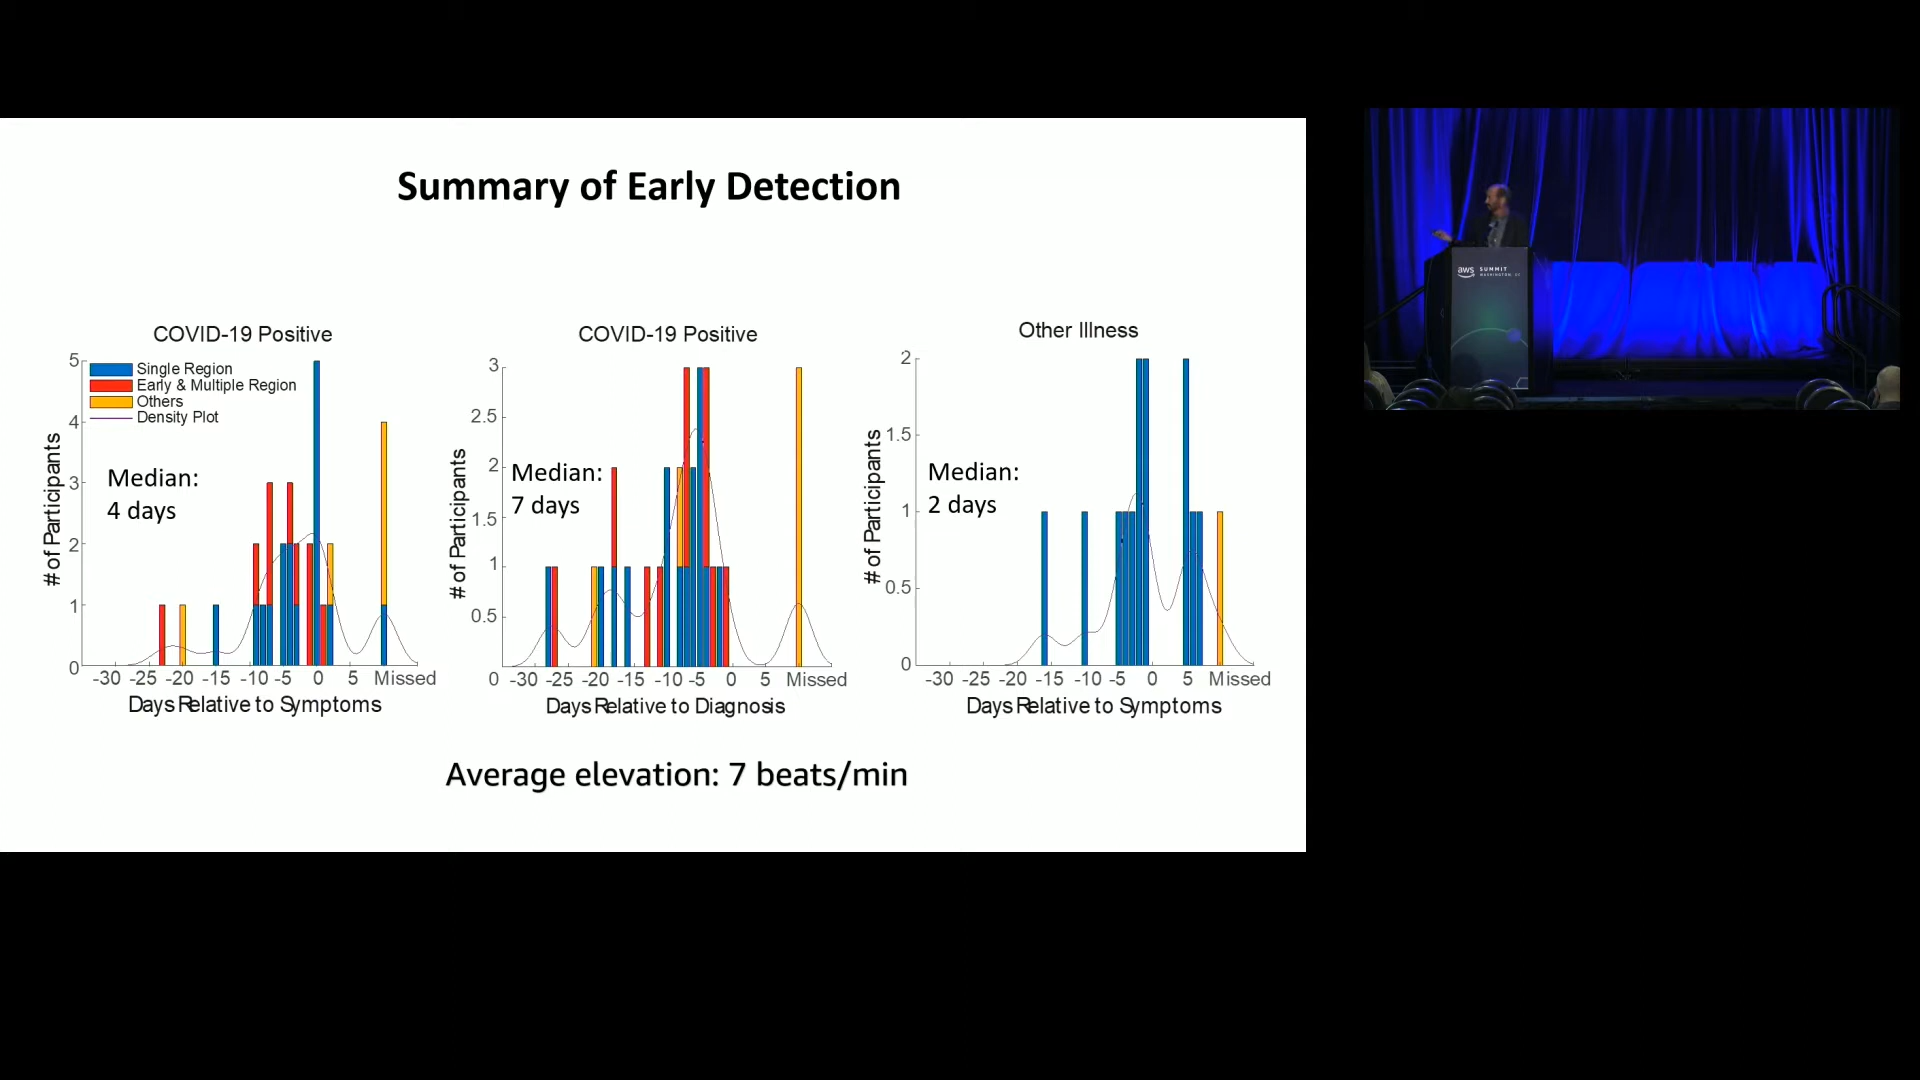 Summary of Early Detection
COVID-19 Positive
Single Region
Early & Multiple Region
Others
Density Plot
Median:
4 days
# of Participants
5
4
3
2
1
0
-30 -25 -20 -15 -10 -5 0 5 Missed
Days Relative to Symptoms
COVID-19 Positive
Median:
7 days
# of Participants
3
2.5
2
1.5
1
0.5
0 -30 -25 -20 -15 -10 -5 0 5 Missed
Days Relative to Diagnosis
Other Illness
Median:
2 days
# of Participants
2
1.5
1
0.5
0
-30 -25 -20 -15 -10 -5 0 5 Missed
Days Relative to Symptoms
Average elevation: 7 beats/min
aws SUMMIT